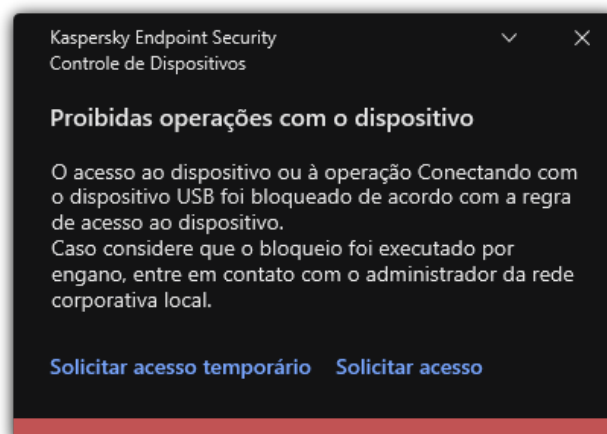 Kaspersky Endpoint Security
Controle de Dispositivos
Proibidas operações com o dispositivo
O acesso ao dispositivo ou à operação Conectando com
o dispositivo USB foi bloqueado de acordo com a regra
de acesso ao dispositivo.
Caso considere que o bloqueio foi executado por
engano, entre em contato com o administrador da rede
corporativa local.
Solicitar acesso temporário Solicitar acesso